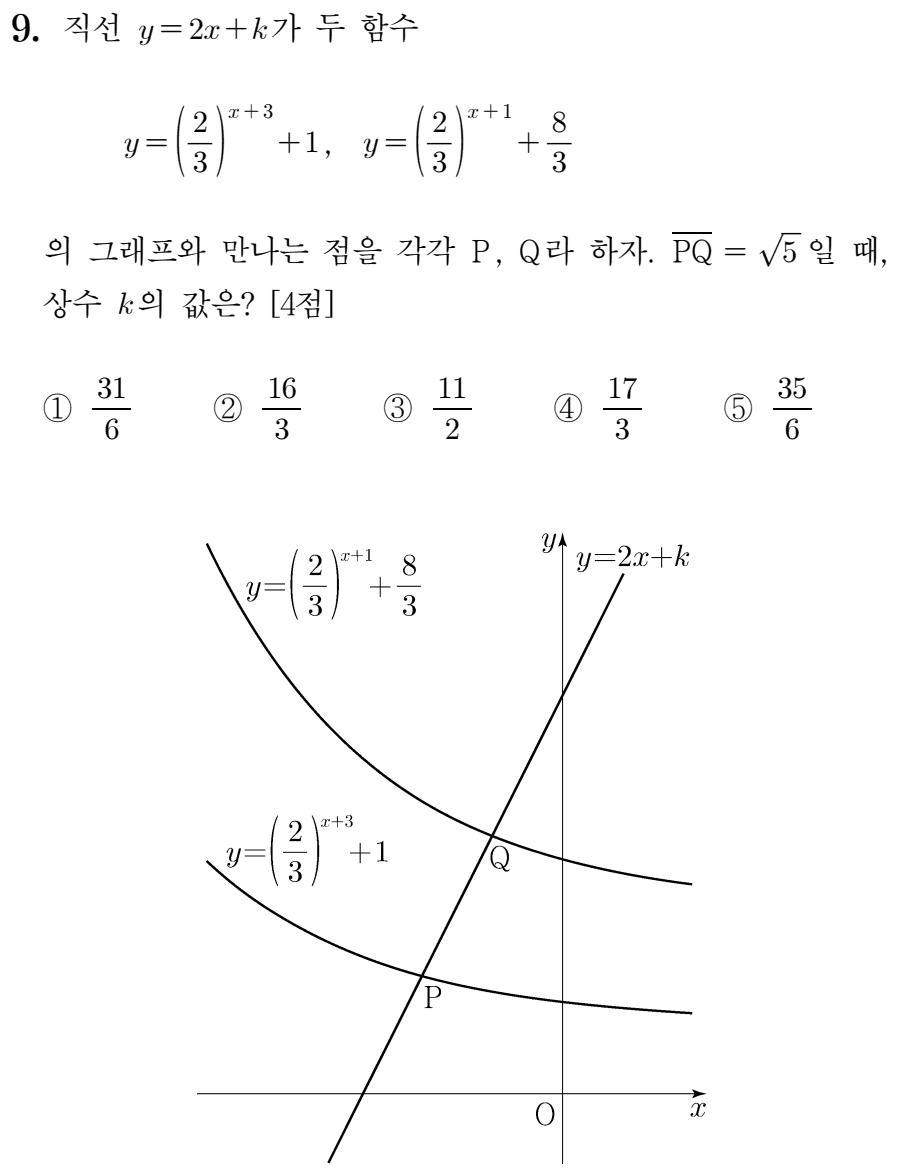 9. 직선 y=2x+k가 두 함수
y=(2/3)^{x+3}+1, y=(2/3)^{x+1}+8/3
의 그래프와 만나는 점을 각각 P, Q라 하자. \overline{PQ}=√5 일 때,
상수 k의 값은? [4점]
① 31/6 ② 16/3 ③ 11/2 ④ 17/3 ⑤ 35/6
y
y=2x+k
y=(2/3)^{x+1}+8/3
y=(2/3)^{x+3}+1
Q
P
O
x